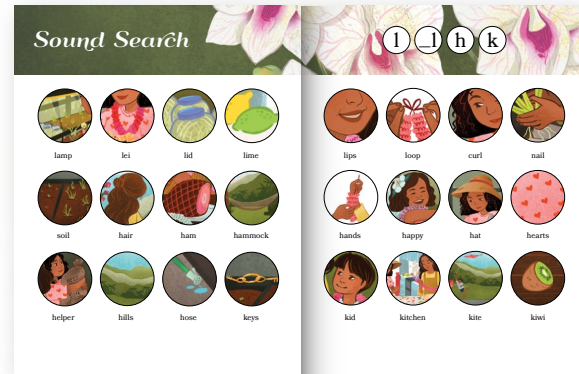 Sound Search
l _l h k
lamp lei lid lime
soil hair ham hammock
helper hills hose keys
lips loop curl nail
hands happy hat hearts
kid kitchen kite kiwi